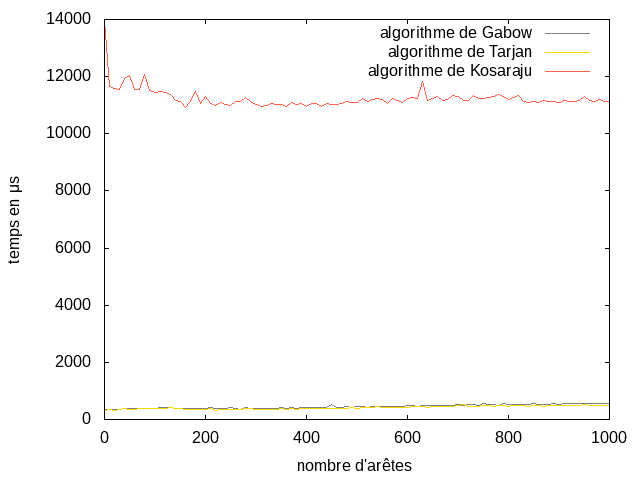 algorithme de Gabow
algorithme de Tarjan
algorithme de Kosaraju
14000
12000
10000
8000
6000
4000
2000
0
temps en µs
0 200 400 600 800 1000
nombre d'arêtes